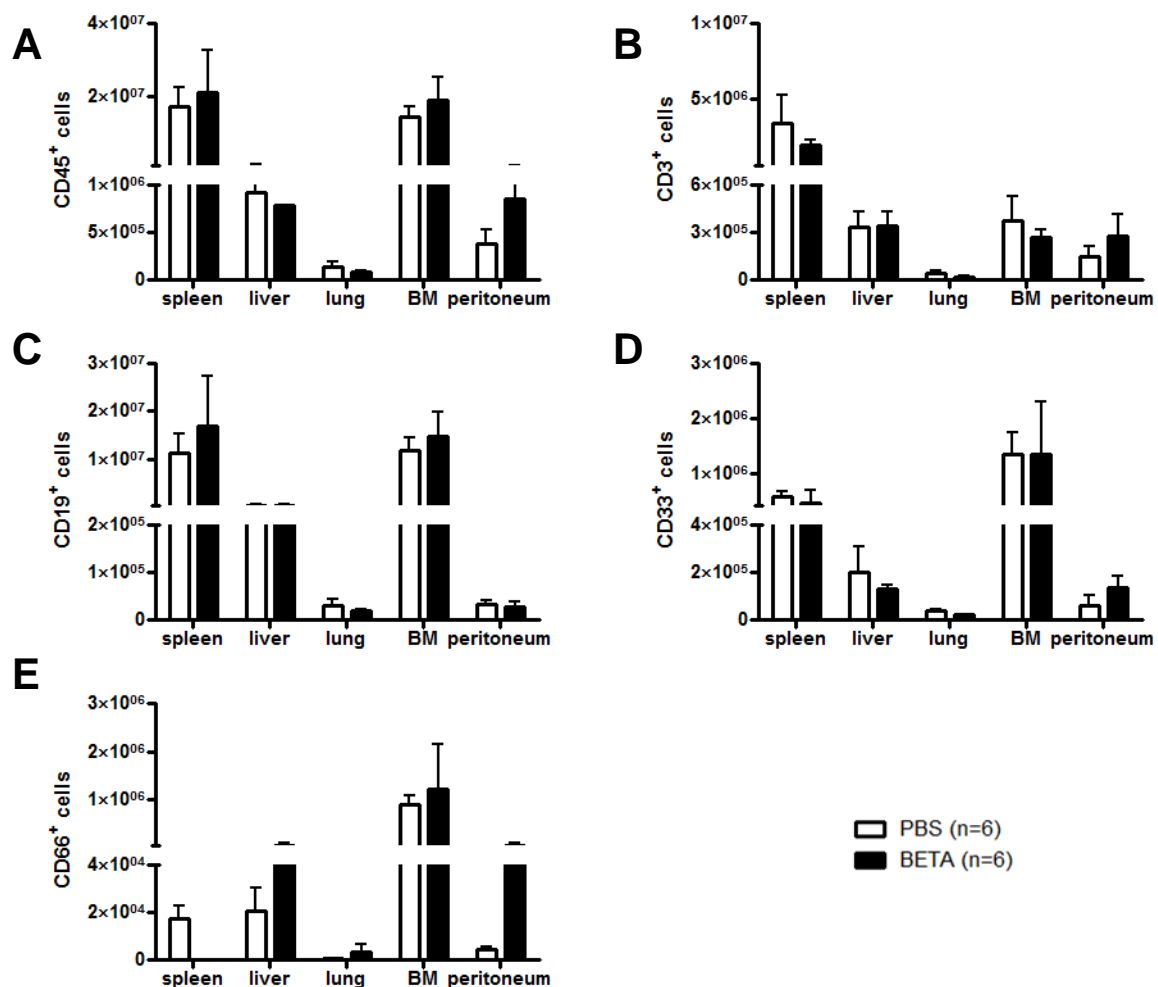 A
CD45⁺ cells
4×10⁰⁷
2×10⁰⁷
1×10⁰⁶
5×10⁰⁵
0
spleen liver lung BM peritoneum
B
CD3⁺ cells
1×10⁰⁷
5×10⁰⁶
6×10⁰⁵
3×10⁰⁵
0
spleen liver lung BM peritoneum
C
CD19⁺ cells
3×10⁰⁷
2×10⁰⁷
1×10⁰⁷
2×10⁰⁵
1×10⁰⁵
0
spleen liver lung BM peritoneum
D
CD33⁺ cells
3×10⁰⁶
2×10⁰⁶
1×10⁰⁶
4×10⁰⁵
2×10⁰⁵
0
spleen liver lung BM peritoneum
E
CD66⁺ cells
3×10⁰⁶
2×10⁰⁶
1×10⁰⁶
4×10⁰⁴
2×10⁰⁴
0
spleen liver lung BM peritoneum
PBS (n=6)
BETA (n=6)